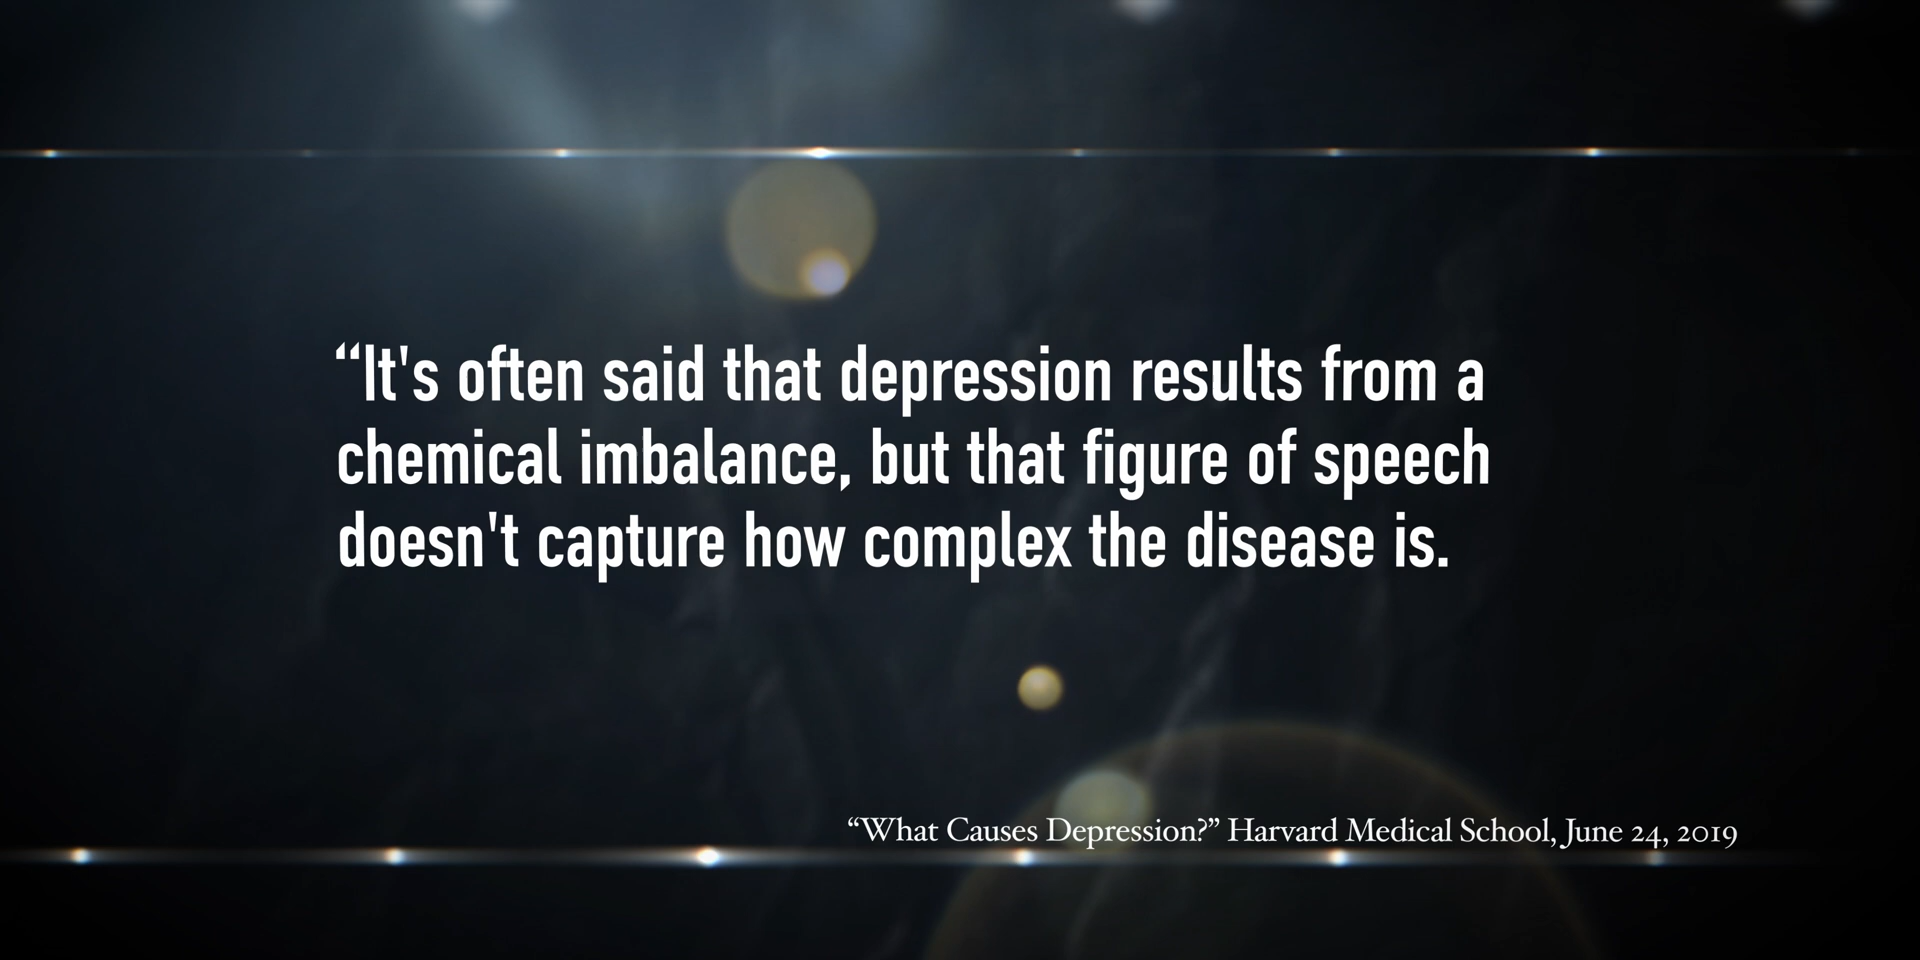 “It's often said that depression results from a
chemical imbalance, but that figure of speech
doesn't capture how complex the disease is.
“What Causes Depression?” Harvard Medical School, June 24, 2019